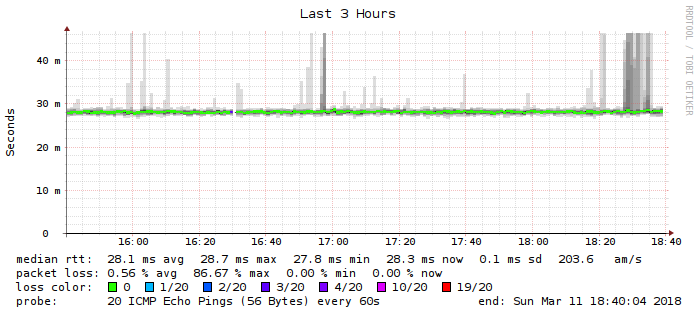 Last 3 Hours
RRDTOOL / TOBI OETIKER
Seconds
40 m
30 m
20 m
10 m
0
16:00 16:20 16:40 17:00 17:20 17:40 18:00 18:20 18:40
median rtt: 28.1 ms avg 28.7 ms max 27.8 ms min 28.3 ms now 0.1 ms sd 203.6 am/s
packet loss: 0.56 % avg 86.67 % max 0.00 % min 0.00 % now
loss color: 0 1/20 2/20 3/20 4/20 10/20 19/20
probe: 20 ICMP Echo Pings (56 Bytes) every 60s end: Sun Mar 11 18:40:04 2018